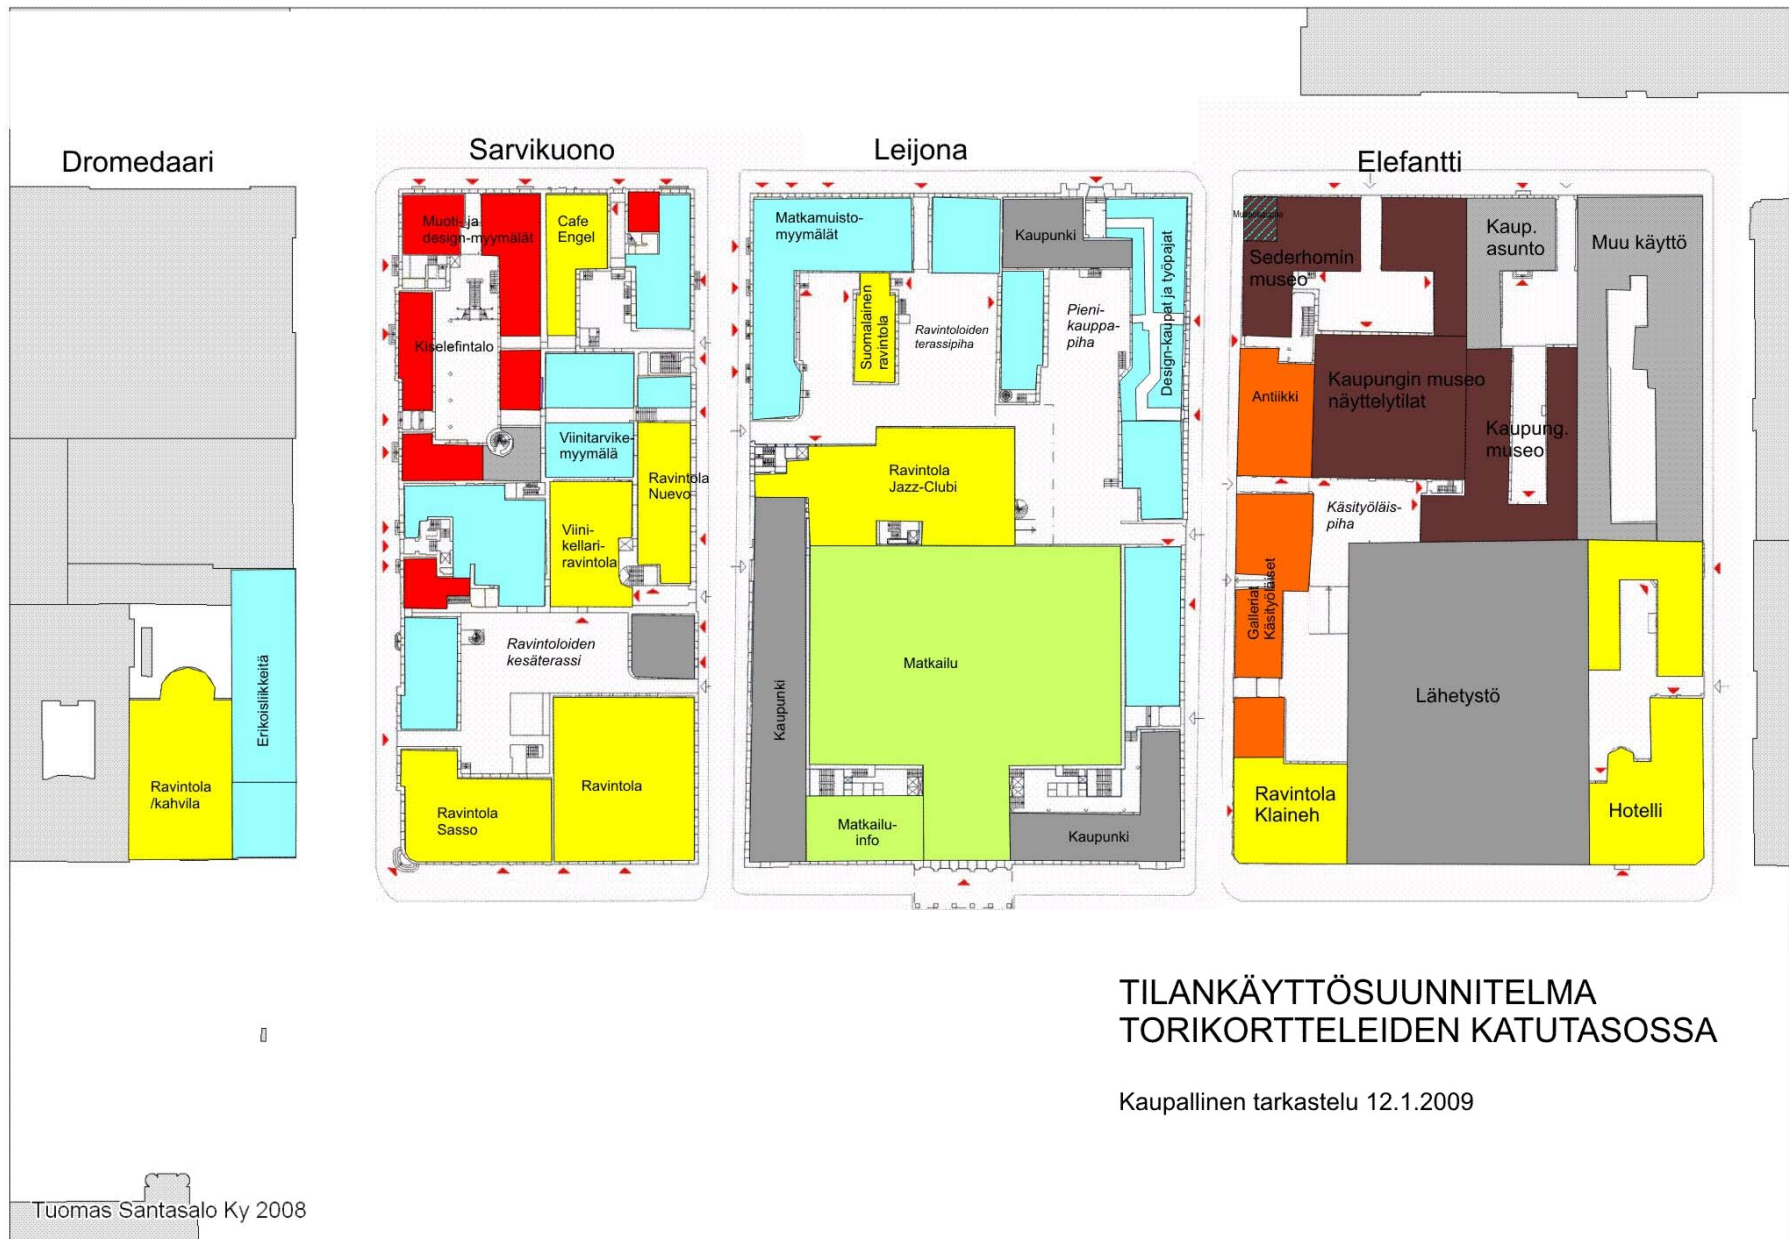 Dromedaari
Sarvikuono
Leijona
Elefantti
Erikoisliikkeitä
Ravintola
/kahvila
Muoti- ja
design-myymälät
Cafe
Engel
Kiselefintalo
Viinitarvike-
myymälä
Ravintola
Nuevo
Viini-
kellari-
ravintola
Ravintoloiden
kesäterassi
Ravintola
Sasso
Ravintola
Matkamuisto-
myymälät
Kaupunki
Suomalainen
ravintola
Ravintoloiden
terassipiha
Pieni-
kauppa-
piha
Design-kaupat ja työpajat
Ravintola
Jazz-Clubi
Matkailu
Kaupunki
Matkailu-
info
Kaupunki
Sederhomin
museo
Kaup.
asunto
Muu käyttö
Antiikki
Kaupungin museo
näyttelytilat
Kaupung.
museo
Käsityöläis-
piha
Galleriat
Käsityöläiset
Lähetystö
Ravintola
Klaineh
Hotelli
TILANKÄYTTÖSUUNNITELMA
TORIKORTTELEIDEN KATUTASOSSA
Kaupallinen tarkastelu 12.1.2009
Tuomas Santasalo Ky 2008